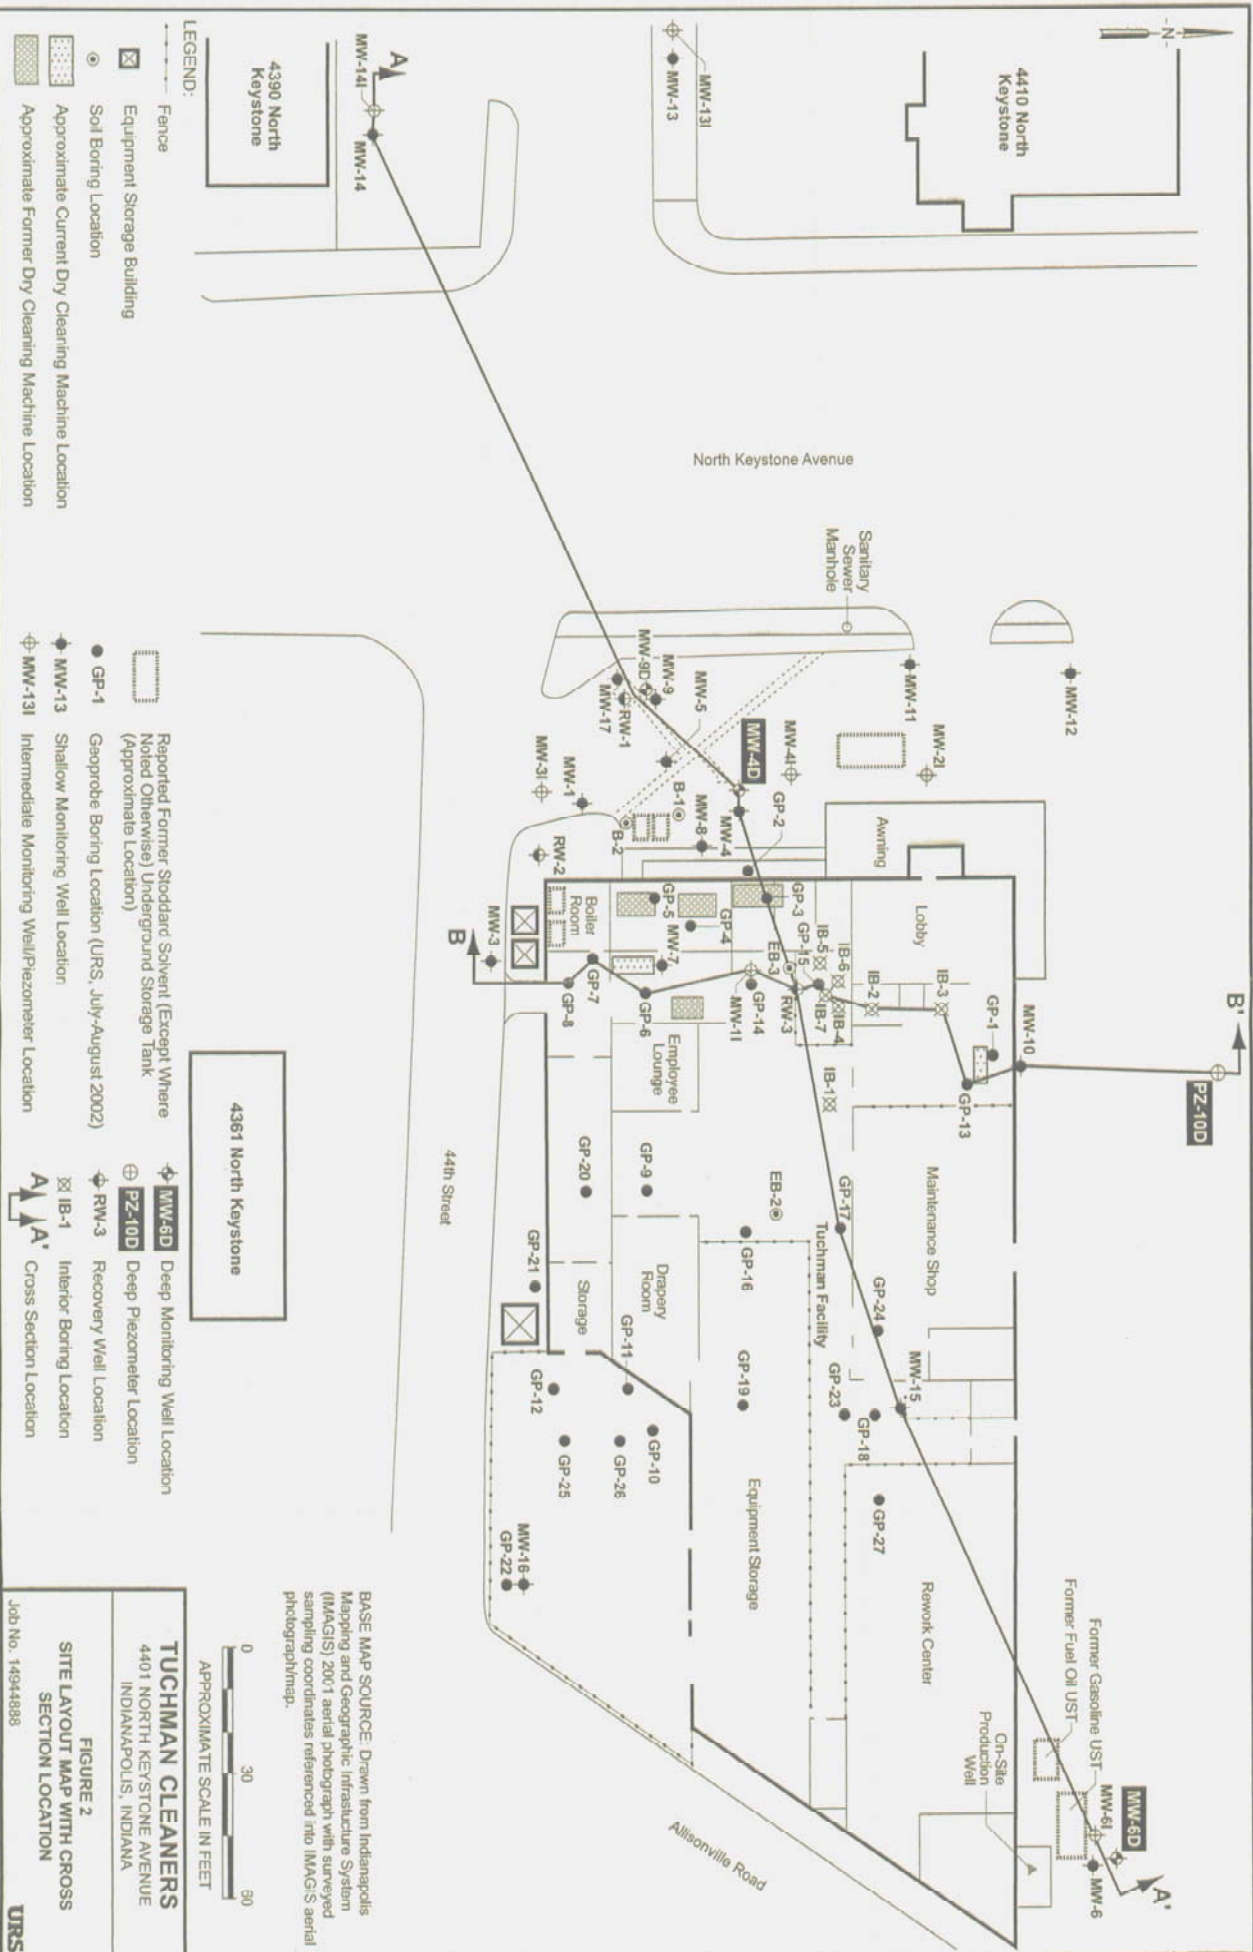 4410 North
Keystone
N
MW-13I
MW-13
A
MW-14I
MW-14
4390 North
Keystone
North Keystone Avenue
Sanitary
Sewer
Manhole
MW-12
MW-11
MW-2I
MW-4I
MW-4D
MW-5
MW-9
MW-9D
RW-1
MW-17
MW-3I
MW-1
B-1
B-2
MW-8
MW-4
GP-2
RW-2
Awning
Lobby
GP-3
GP-4
GP-5
MW-7
Boiler
Room
B
MW-3
GP-8
GP-7
GP-6
MW-1I
GP-14
EB-3
RW-3
GP-15
IB-5
IB-6
IB-7
IB-4
IB-2
IB-3
GP-1
MW-10
GP-13
IB-1
B'
PZ-10D
Employee
Lounge
Maintenance Shop
GP-17
GP-24
MW-15
GP-9
GP-20
EB-2
GP-16
Tuchman Facility
GP-21
Storage
Drapery
Room
GP-11
GP-12
GP-19
GP-23
GP-18
GP-10
GP-25
GP-26
GP-27
Equipment Storage
Rework Center
MW-16
GP-22
Former Gasoline UST
Former Fuel Oil UST
On-Site
Production
Well
MW-6I
MW-6D
MW-6
A'
Allisonville Road
44th Street
4361 North Keystone
LEGEND:
Fence
Equipment Storage Building
Soil Boring Location
Approximate Current Dry Cleaning Machine Location
Approximate Former Dry Cleaning Machine Location
Reported Former Stoddard Solvent (Except Where
Noted Otherwise) Underground Storage Tank
(Approximate Location)
GP-1 Geoprobe Boring Location (URS, July-August 2002)
MW-13 Shallow Monitoring Well Location
MW-13I Intermediate Monitoring Well/Piezometer Location
MW-6D Deep Monitoring Well Location
PZ-10D Deep Piezometer Location
RW-3 Recovery Well Location
IB-1 Interior Boring Location
A A' Cross Section Location
BASE MAP SOURCE: Drawn from Indianapolis
Mapping and Geographic Infrastucture System
(IMAGIS) 2001 aerial photograph with surveyed
sampling coordinates referenced into IMAGIS aerial
photograph/map.
0 30 60
APPROXIMATE SCALE IN FEET
TUCHMAN CLEANERS
4401 NORTH KEYSTONE AVENUE
INDIANAPOLIS, INDIANA
FIGURE 2
SITE LAYOUT MAP WITH CROSS
SECTION LOCATION
Job No. 14944888
URS